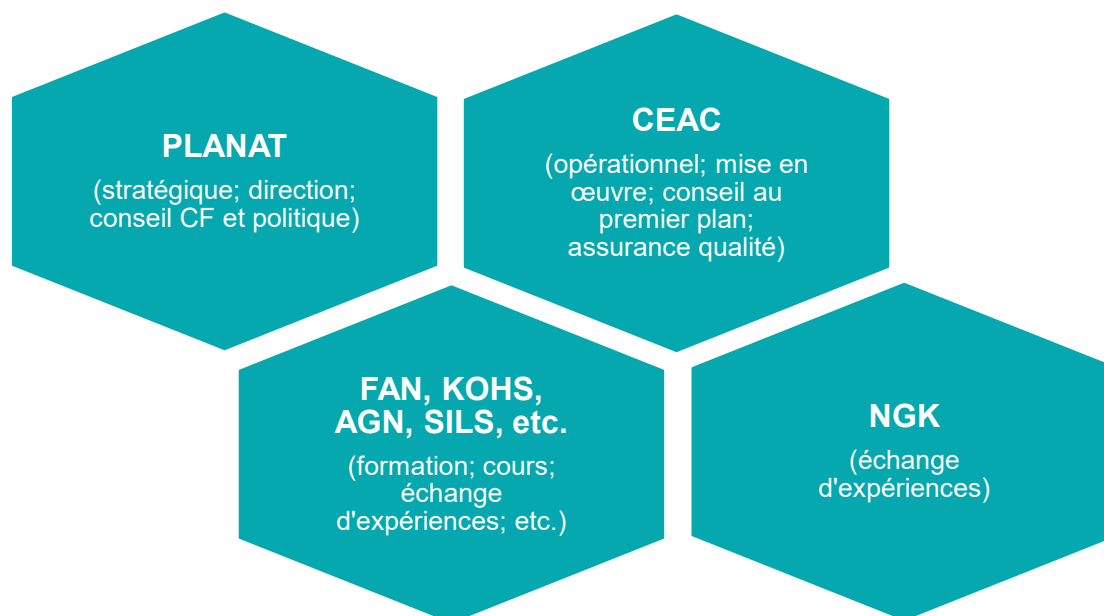 PLANAT
(stratégique; direction;
conseil CF et politique)
CEAC
(opérationnel; mise en
œuvre; conseil au
premier plan;
assurance qualité)
FAN, KOHS,
AGN, SILS, etc.
(formation; cours;
échange
d'expériences; etc.)
NGK
(échange
d'expériences)